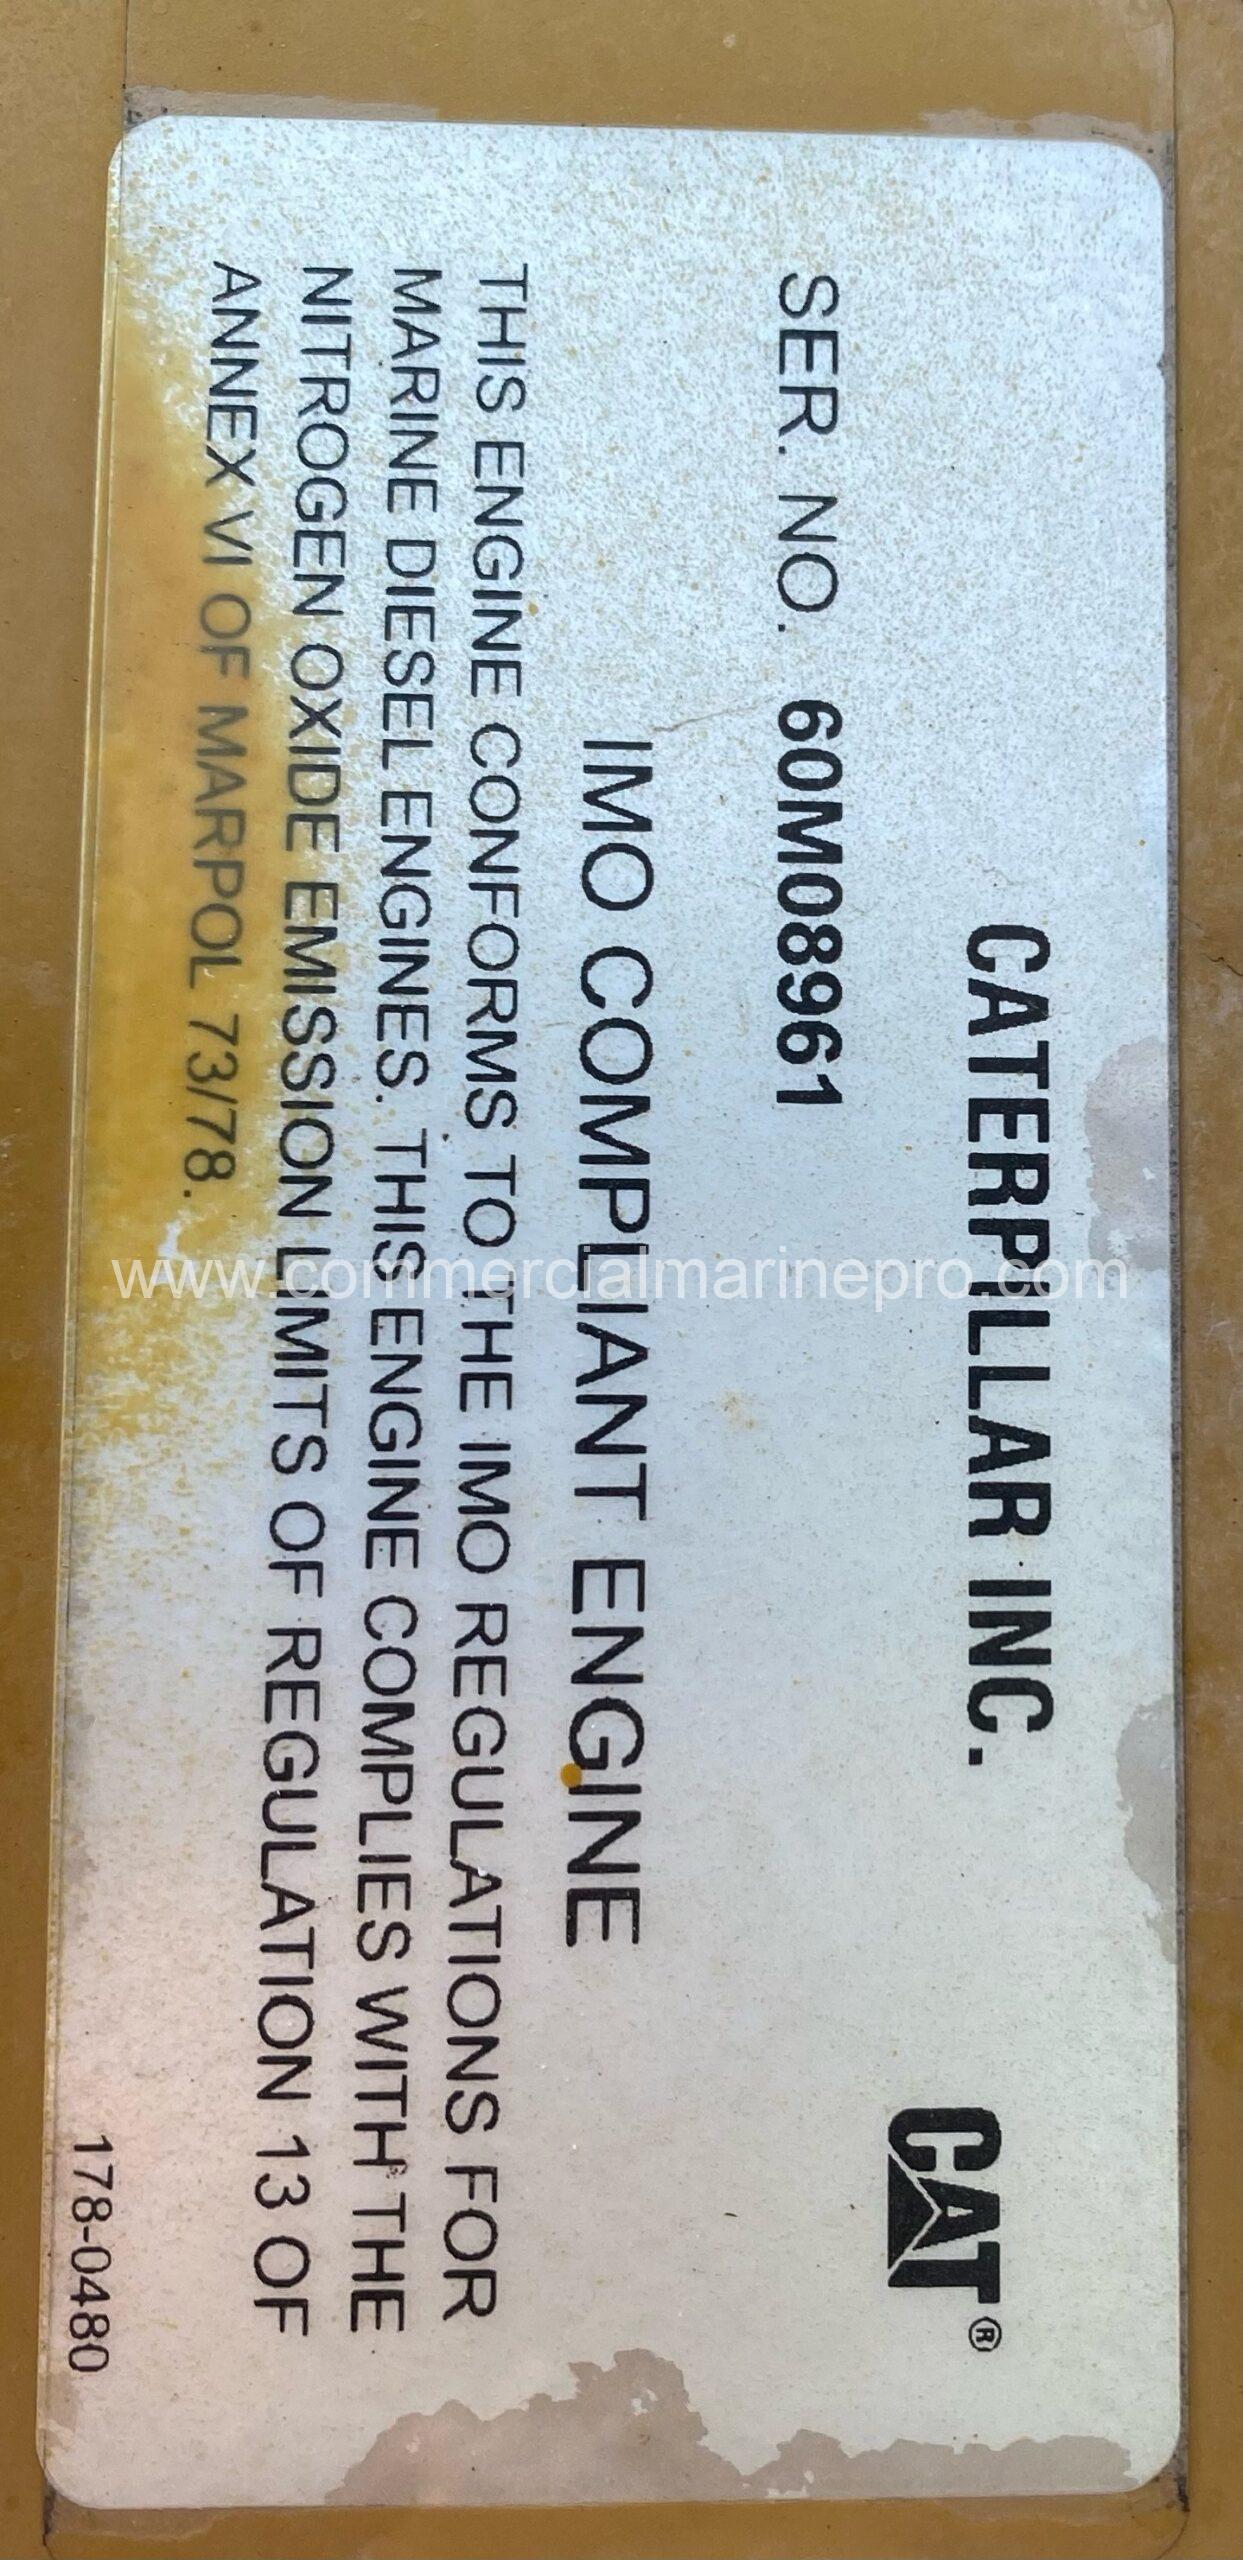 CATERPILLAR INC.
CAT®
SER. NO. 60M08961
IMO COMPLIANT ENGINE
THIS ENGINE CONFORMS TO THE IMO REGULATIONS FOR
MARINE DIESEL ENGINES. THIS ENGINE COMPLIES WITH THE
NITROGEN OXIDE EMISSION LIMITS OF REGULATION 13 OF
ANNEX VI OF MARPOL 73/78.
178-0480
www.commercialmarinepro.com